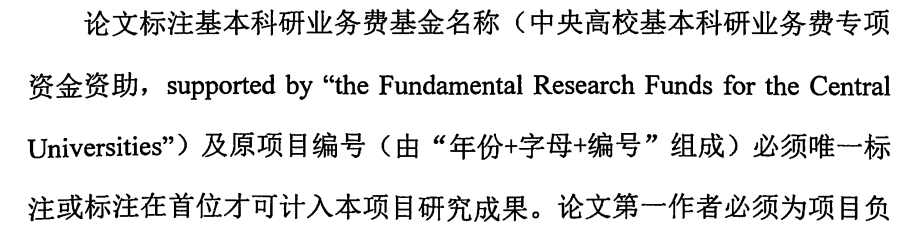 论文标注基本科研业务费基金名称（中央高校基本科研业务费专项
资金资助，supported by “the Fundamental Research Funds for the Central
Universities”）及原项目编号（由“年份+字母+编号”组成）必须唯一标
注或标注在首位才可计入本项目研究成果。论文第一作者必须为项目负